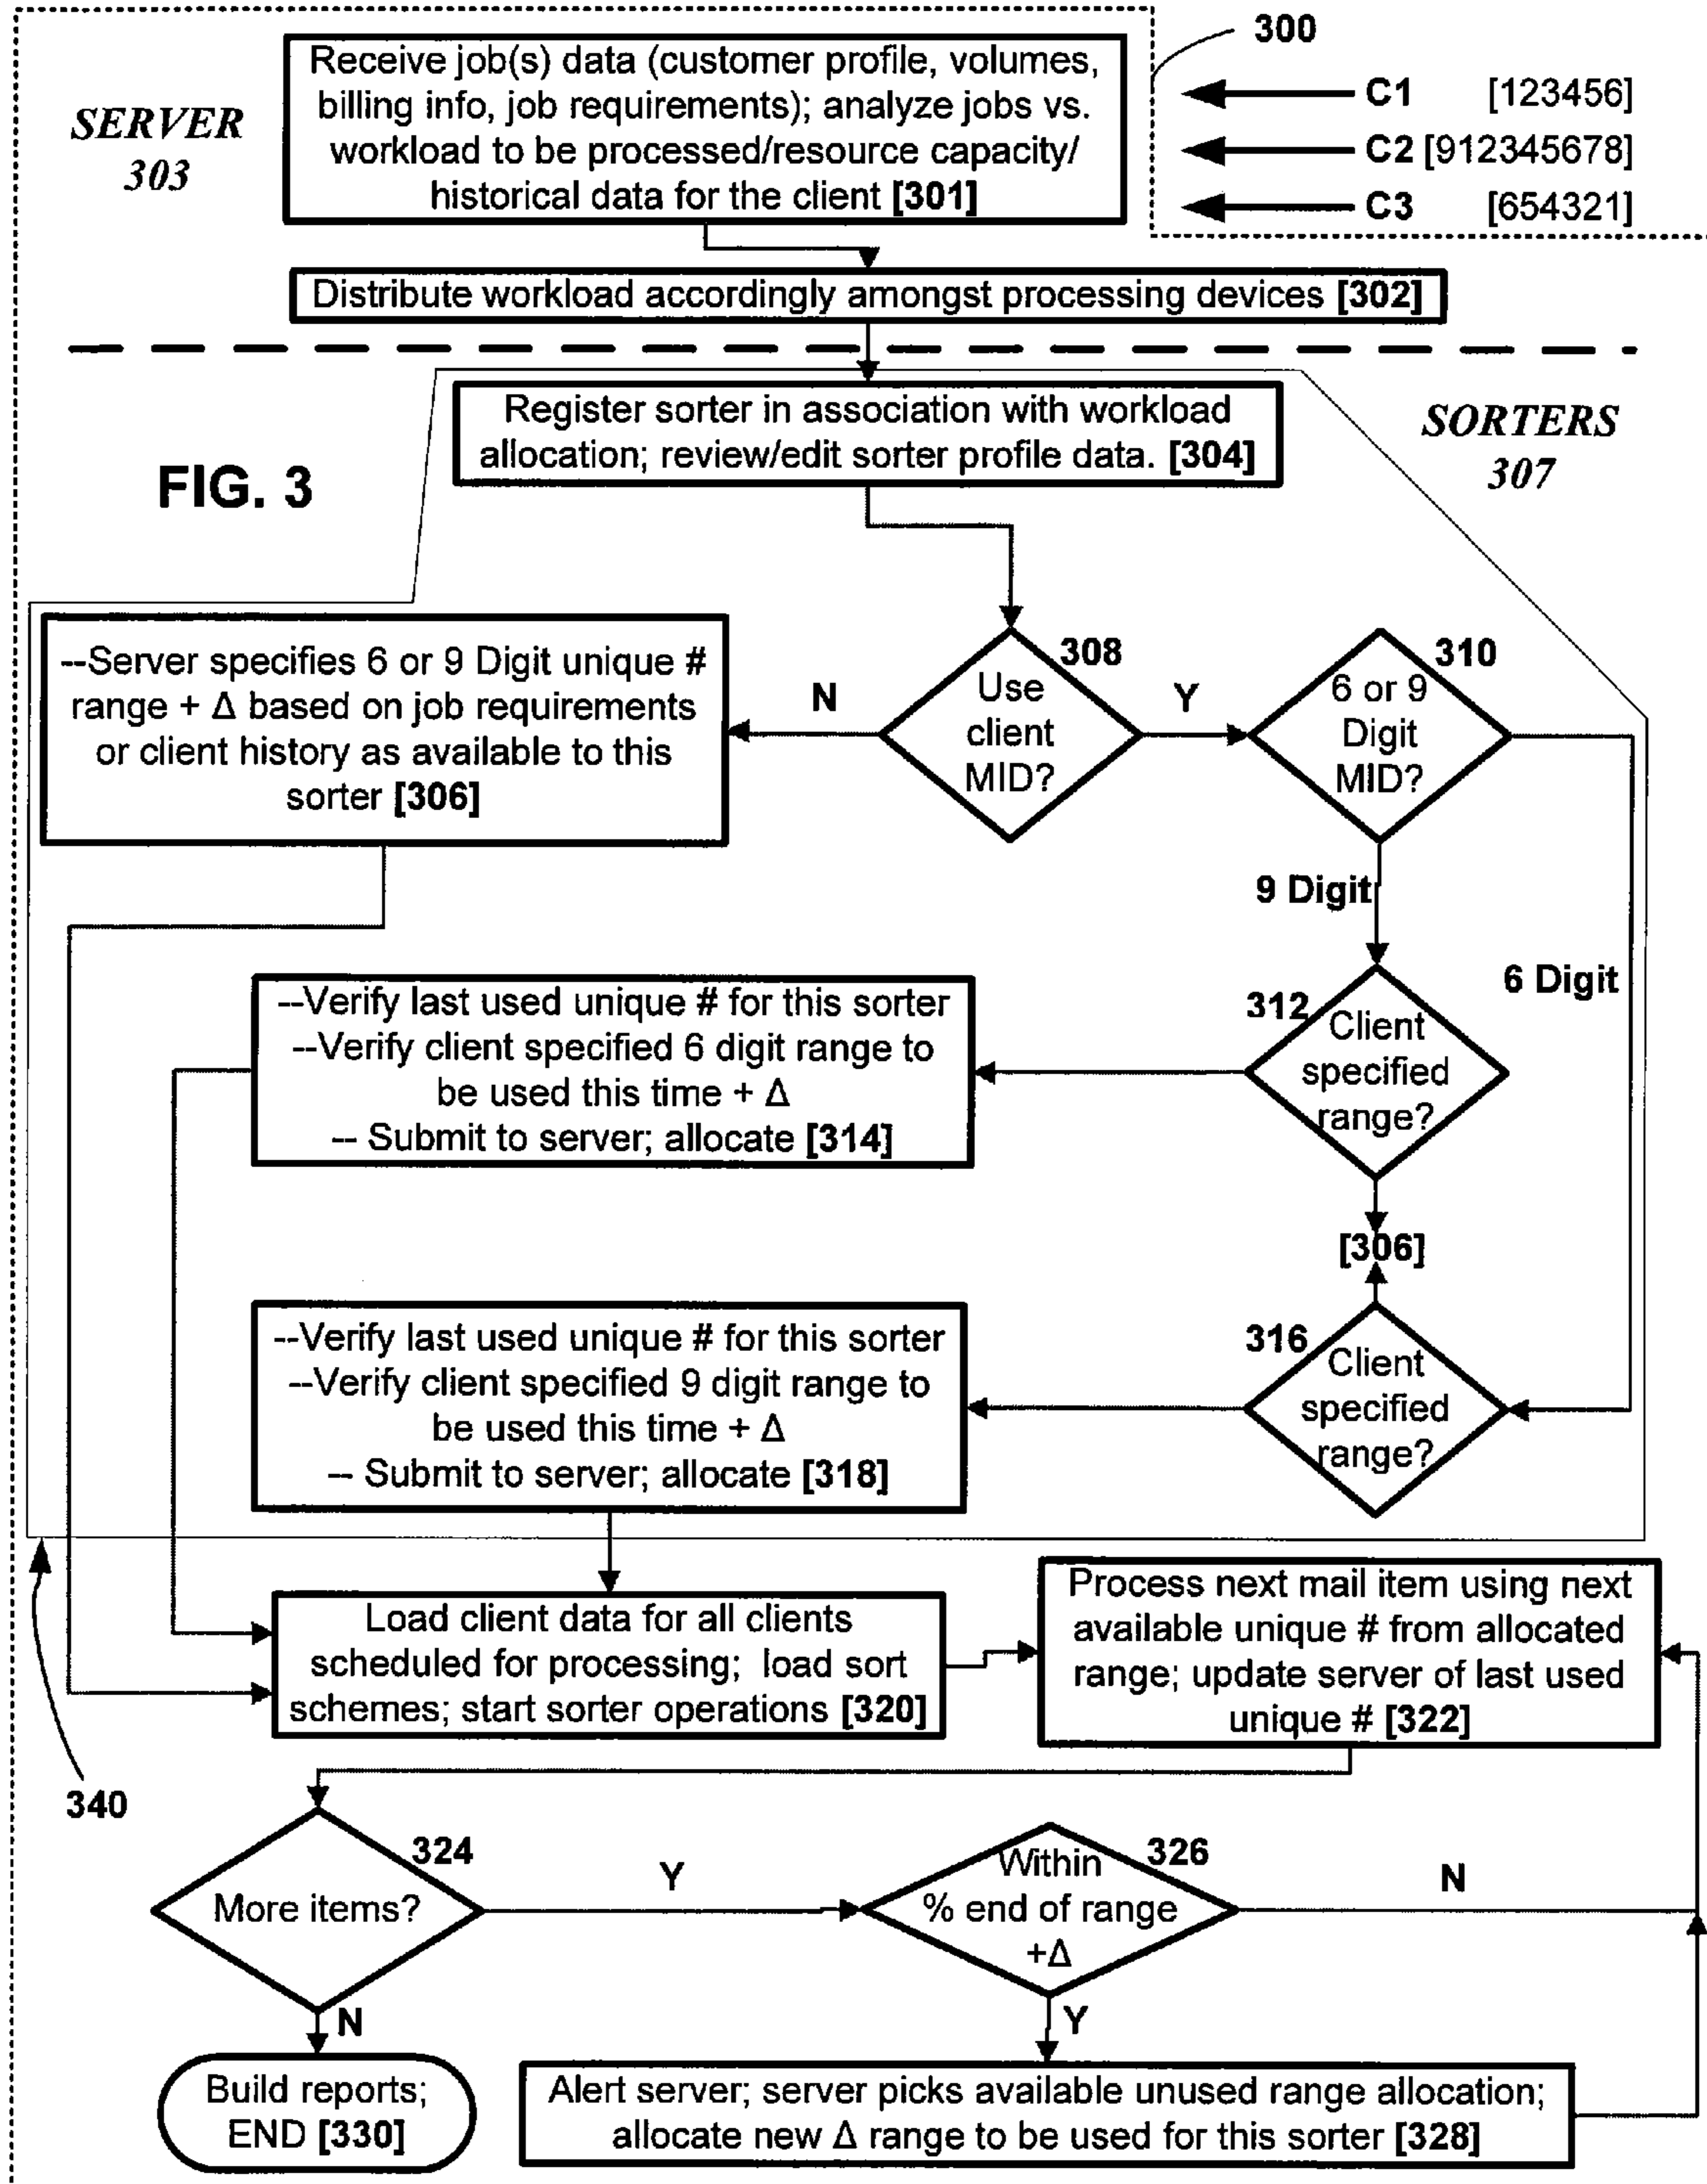 300
Receive job(s) data (customer profile, volumes,
billing info, job requirements); analyze jobs vs.
workload to be processed/resource capacity/
historical data for the client [301]
SERVER
303
C1 [123456]
C2 [912345678]
C3 [654321]
Distribute workload accordingly amongst processing devices [302]
Register sorter in association with workload
allocation; review/edit sorter profile data. [304]
SORTERS
307
FIG. 3
--Server specifies 6 or 9 Digit unique #
range + Δ based on job requirements
or client history as available to this
sorter [306]
N
308
Use
client
MID?
Y
310
6 or 9
Digit
MID?
9 Digit
6 Digit
--Verify last used unique # for this sorter
--Verify client specified 6 digit range to
be used this time + Δ
-- Submit to server; allocate [314]
312
Client
specified
range?
[306]
--Verify last used unique # for this sorter
--Verify client specified 9 digit range to
be used this time + Δ
-- Submit to server; allocate [318]
316
Client
specified
range?
Load client data for all clients
scheduled for processing; load sort
schemes; start sorter operations [320]
Process next mail item using next
available unique # from allocated
range; update server of last used
unique # [322]
340
324
More items?
Y
326
Within
% end of range
+Δ
N
N
Y
Build reports;
END [330]
Alert server; server picks available unused range allocation;
allocate new Δ range to be used for this sorter [328]